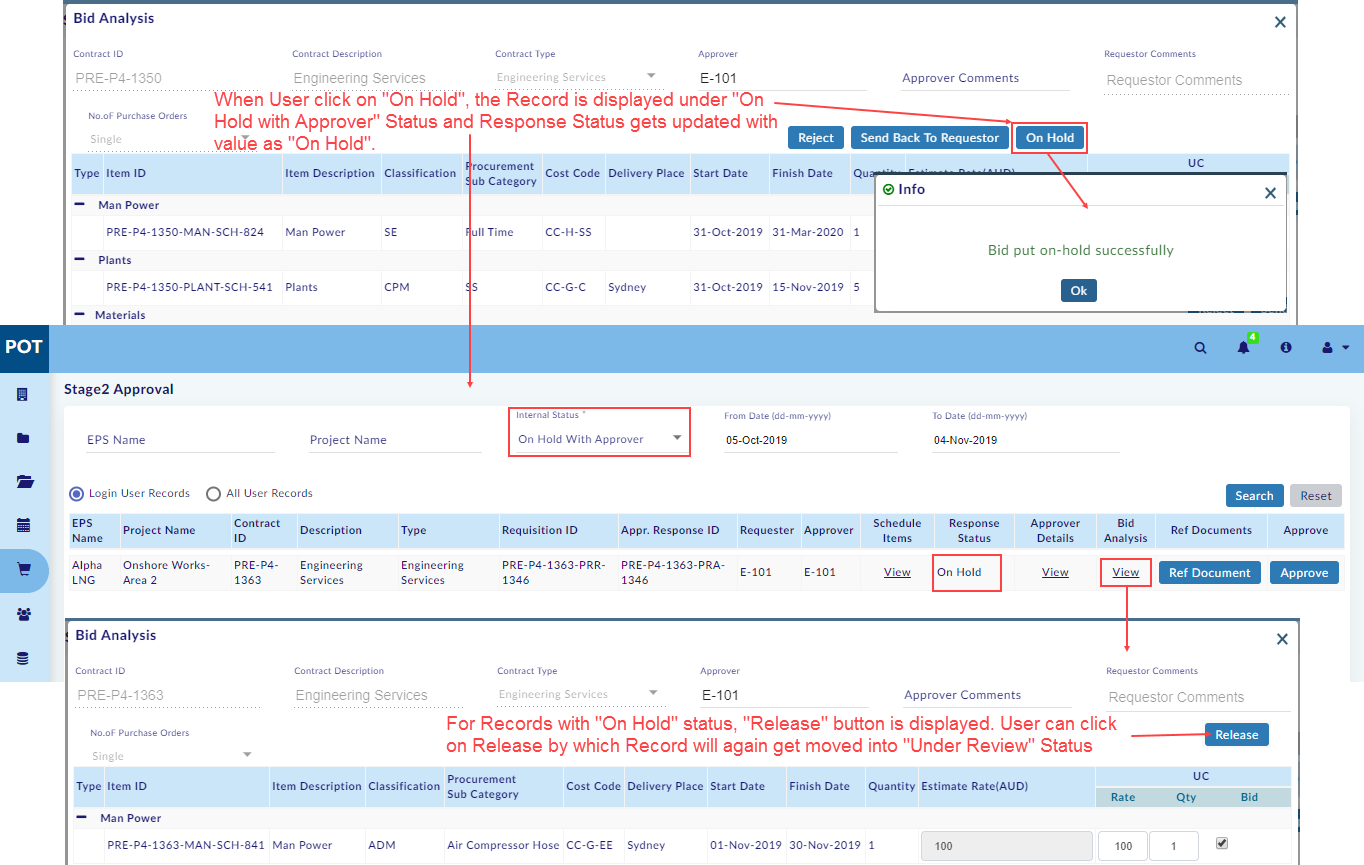 Bid Analysis
Contract ID Contract Description Contract Type Approver Requestor Comments
PRE-P4-1350 Engineering Services Engineering Services E-101 Approver Comments Requestor Comments
When User click on "On Hold", the Record is displayed under "On
Hold with Approver" Status and Response Status gets updated with
value as "On Hold".
No.oF Purchase Orders
Single
Reject Send Back To Requestor On Hold
Type Item ID Item Description Classification Procurement Sub Category Cost Code Delivery Place Start Date Finish Date Quantity Estimate Rate(AUD) UC
Man Power
PRE-P4-1350-MAN-SCH-824 Man Power SE Full Time CC-H-SS 31-Oct-2019 31-Mar-2020 1
Plants
PRE-P4-1350-PLANT-SCH-541 Plants CPM SS CC-G-C Sydney 31-Oct-2019 15-Nov-2019 5
Materials
Info
Bid put on-hold successfully
Ok
POT
4
Stage2 Approval
Internal Status * From Date (dd-mm-yyyy) To Date (dd-mm-yyyy)
EPS Name Project Name On Hold With Approver 05-Oct-2019 04-Nov-2019
Login User Records All User Records Search Reset
EPS Name Project Name Contract ID Description Type Requisition ID Appr. Response ID Requester Approver Schedule Items Response Status Approver Details Bid Analysis Ref Documents Approve
Alpha LNG Onshore Works-Area 2 PRE-P4-1363 Engineering Services Engineering Services PRE-P4-1363-PRR-1346 PRE-P4-1363-PRA-1346 E-101 E-101 View On Hold View View Ref Document Approve
Bid Analysis
Contract ID Contract Description Contract Type Approver Requestor Comments
PRE-P4-1363 Engineering Services Engineering Services E-101 Approver Comments Requestor Comments
For Records with "On Hold" status, "Release" button is displayed. User can click
on Release by which Record will again get moved into "Under Review" Status
No.oF Purchase Orders
Single
Release
Type Item ID Item Description Classification Procurement Sub Category Cost Code Delivery Place Start Date Finish Date Quantity Estimate Rate(AUD) UC
Rate Qty Bid
Man Power
PRE-P4-1363-MAN-SCH-841 Man Power ADM Air Compressor Hose CC-G-EE Sydney 01-Nov-2019 30-Nov-2019 1 100 100 1